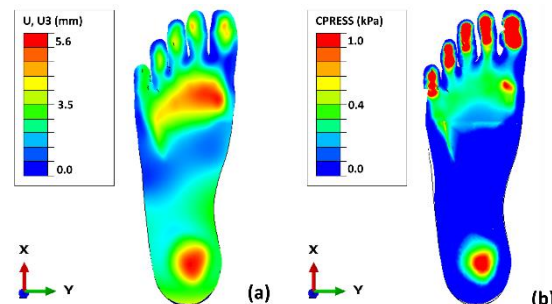 U, U3 (mm)
5.6
3.5
0.0
X
Y
(a)
CPRESS (kPa)
1.0
0.4
0.0
X
Y
(b)